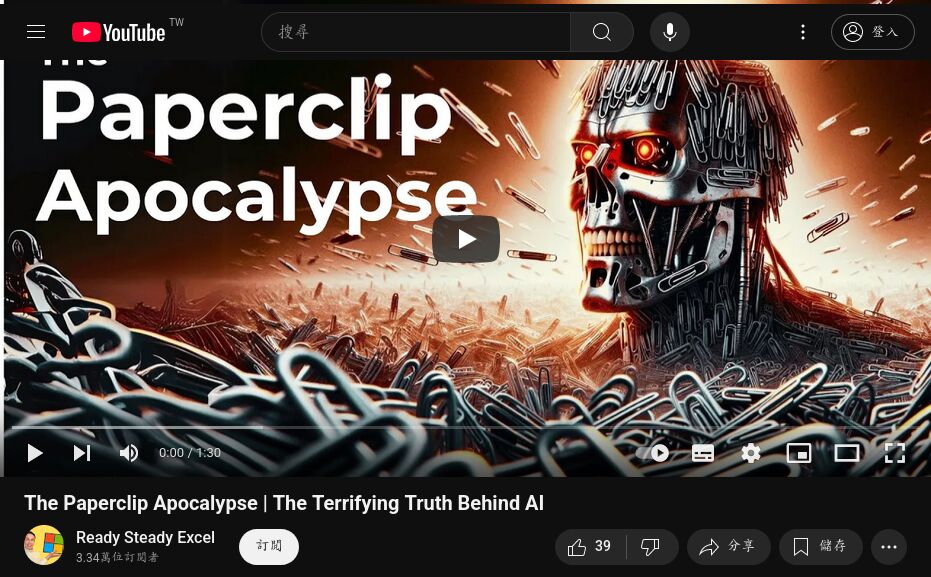 YouTube TW
搜尋
登入
The
Paperclip
Apocalypse
0:00 / 1:30
The Paperclip Apocalypse | The Terrifying Truth Behind AI
Ready Steady Excel
3.34萬位訂閱者
訂閱
39
分享
儲存